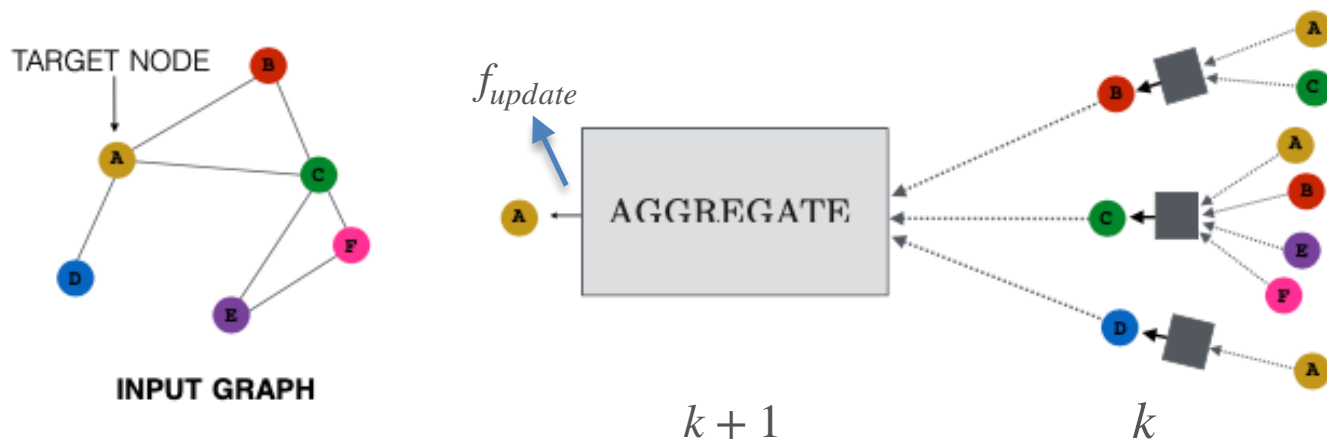 TARGET NODE
B
A
C
F
D
E
INPUT GRAPH
f_update
A
AGGREGATE
B
C
D
A
C
A
B
E
F
A
k + 1
k